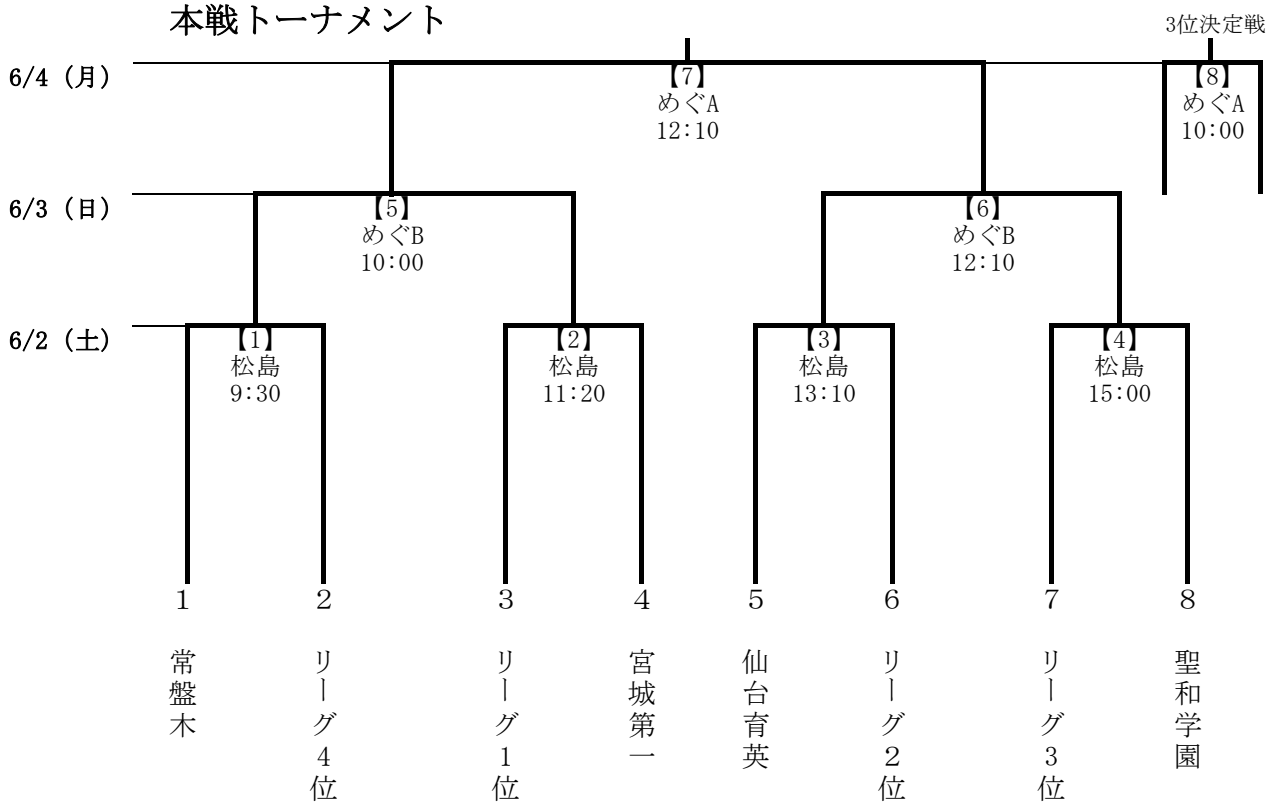 本戦トーナメント
3位決定戦
6/4 (月)
【7】
めぐA
12:10
【8】
めぐA
10:00
6/3 (日)
【5】
めぐB
10:00
【6】
めぐB
12:10
6/2 (土)
【1】
松島
9:30
【2】
松島
11:20
【3】
松島
13:10
【4】
松島
15:00
1
2
3
4
5
6
7
8
常盤木
リーグ4位
リーグ1位
宮城第一
仙台育英
リーグ2位
リーグ3位
聖和学園